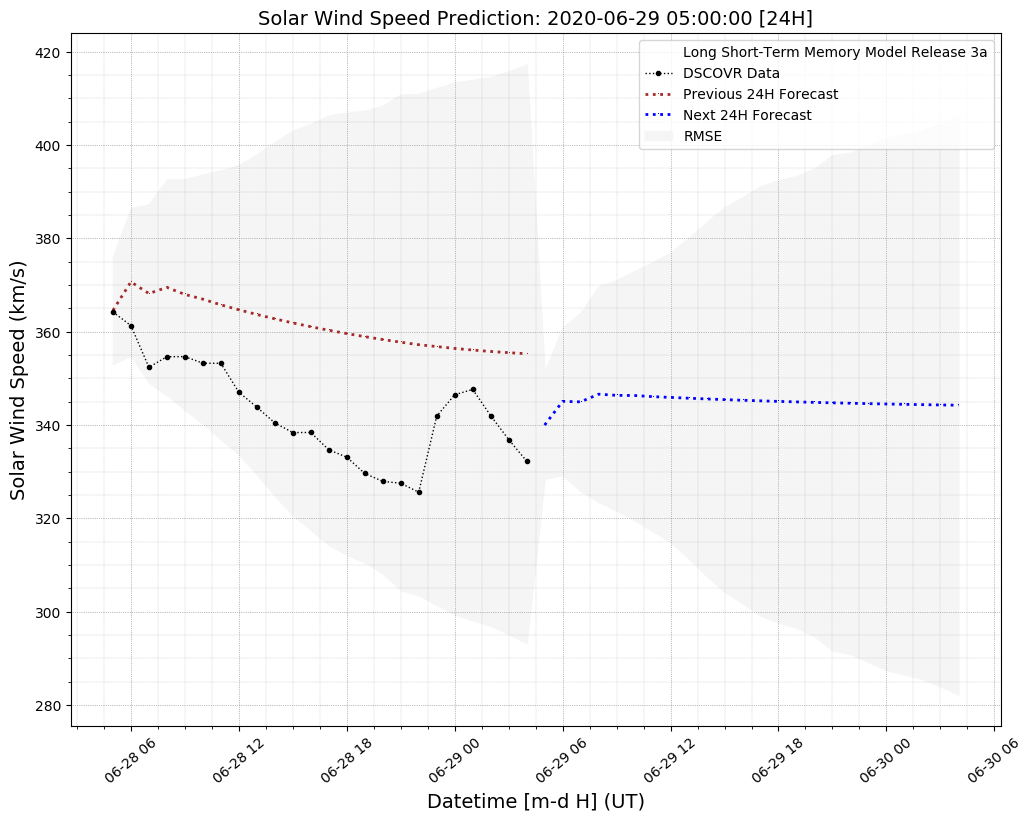 Solar Wind Speed Prediction: 2020-06-29 05:00:00 [24H]
Long Short-Term Memory Model Release 3a
DSCOVR Data
Previous 24H Forecast
Next 24H Forecast
RMSE
Solar Wind Speed (km/s)
420
400
380
360
340
320
300
280
06-28 06
06-28 12
06-28 18
06-29 00
06-29 06
06-29 12
06-29 18
06-30 00
06-30 06
Datetime [m-d H] (UT)